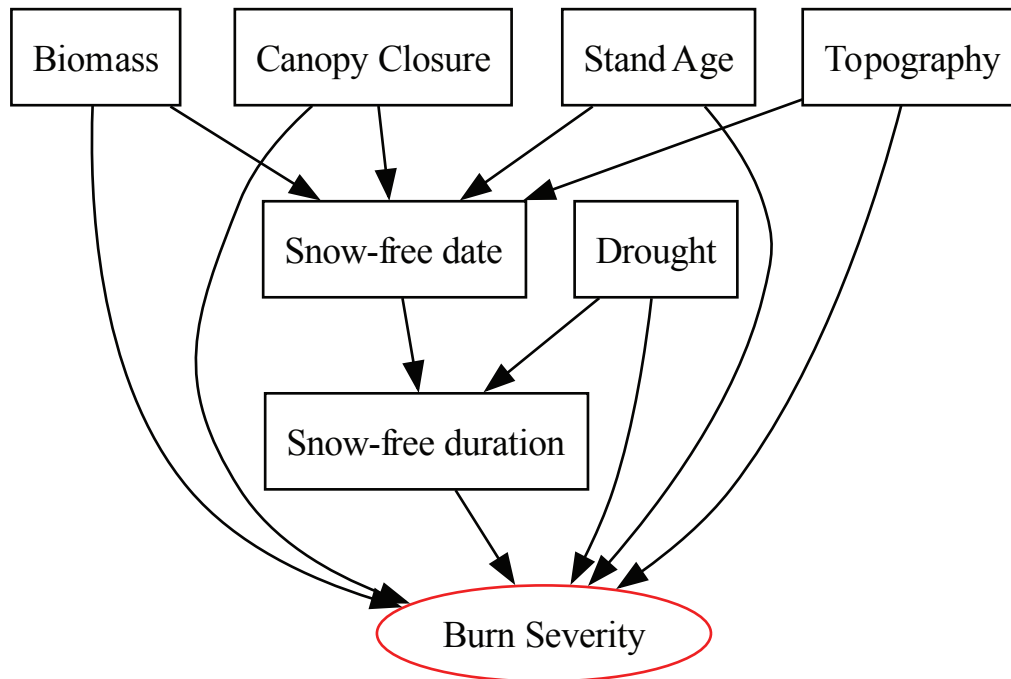 Biomass
Canopy Closure
Stand Age
Topography
Snow-free date
Drought
Snow-free duration
Burn Severity